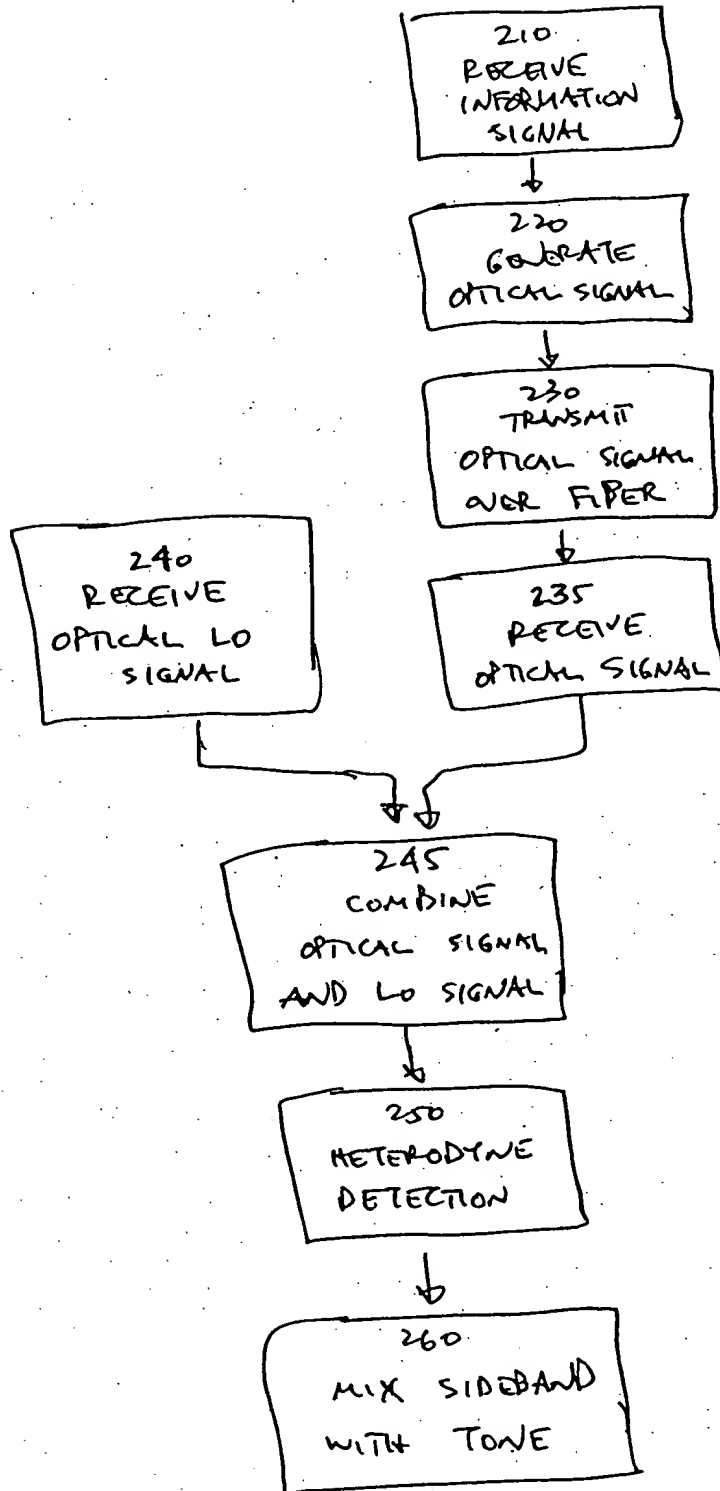 210
RECEIVE
INFORMATION
SIGNAL
220
GENERATE
OPTICAL SIGNAL
230
TRANSMIT
OPTICAL SIGNAL
OVER FIBER
240
RECEIVE
OPTICAL LO
SIGNAL
235
RECEIVE
OPTICAL SIGNAL
245
COMBINE
OPTICAL SIGNAL
AND LO SIGNAL
250
HETERODYNE
DETECTION
260
MIX SIDEBAND
WITH TONE